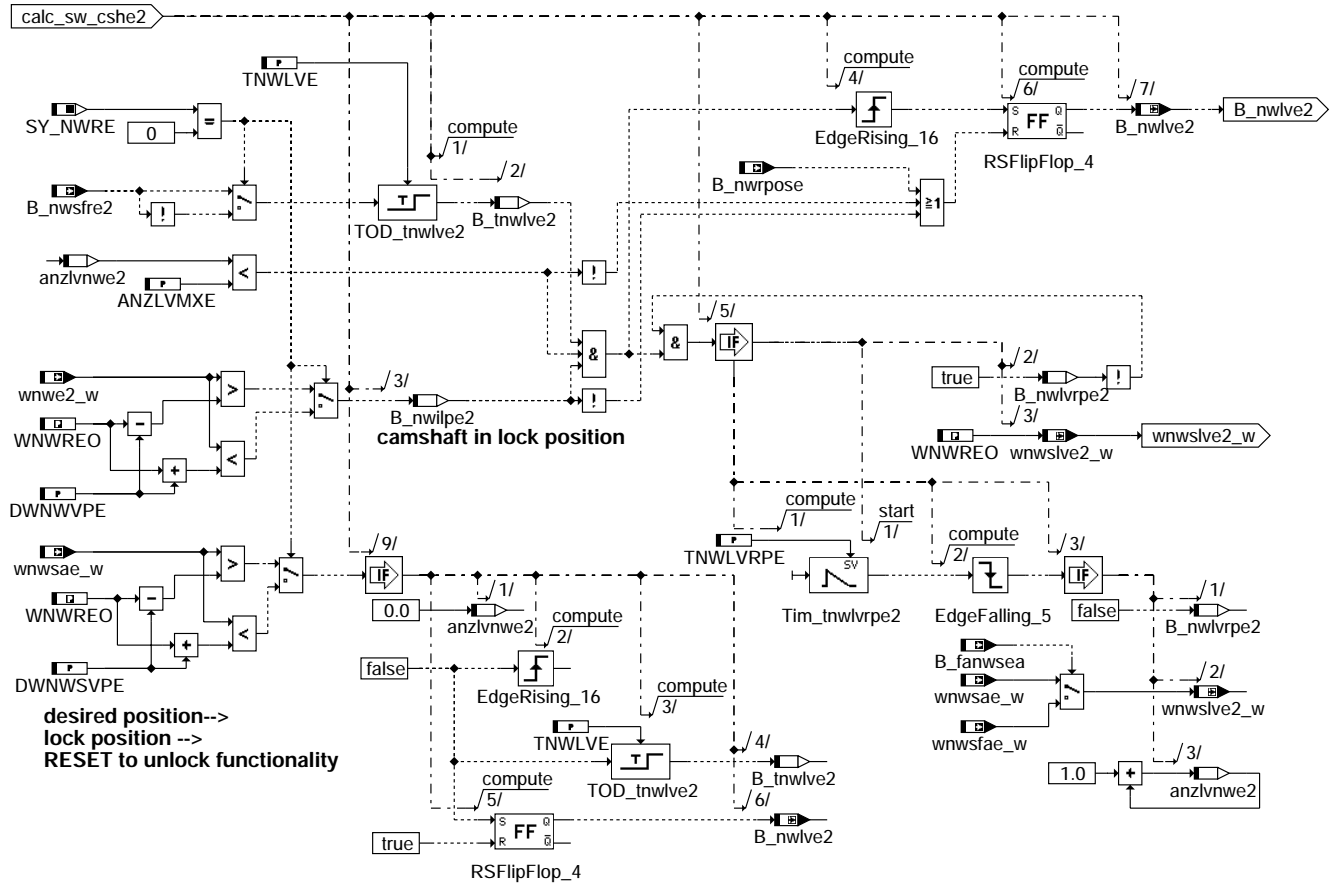 calc_sw_cshe2
TNWLVE
P
SY_NWRE
0
=
compute
1/
2/
compute
4/
EdgeRising_16
compute
6/
S
Q
FF
R
Q
RSFlipFlop_4
7/
B_nwlve2
B_nwlve2
B_nwsfre2
!
T
TOD_tnwlve2
B_tnwlve2
B_nwrpose
≥1
anzlvnwe2
P
ANZLVMXE
<
!
&
!
&
5/
IF
2/
true
B_nwlvrpe2
!
3/
WNWREO
wnwslve2_w
wnwslve2_w
wnwe2_w
WNWREO
P
DWNWVPE
-
+
>
<
3/
B_nwilpe2
camshaft in lock position
wnwsae_w
WNWREO
P
DWNWSVPE
-
+
>
<
desired position-->
lock position -->
RESET to unlock functionality
9/
IF
0.0
1/
anzlvnwe2
compute
2/
false
EdgeRising_16
compute
3/
P
TNWLVE
T
TOD_tnwlve2
4/
B_tnwlve2
compute
5/
true
S
Q
FF
R
Q
RSFlipFlop_4
6/
B_nwlve2
compute
1/
start
1/
P
TNWLVRPE
SV
Tim_tnwlvrpe2
compute
2/
EdgeFalling_5
3/
IF
false
1/
B_nwlvrpe2
B_fanwsea
wnwsae_w
wnwsfae_w
2/
wnwslve2_w
3/
1.0
+
anzlvnwe2